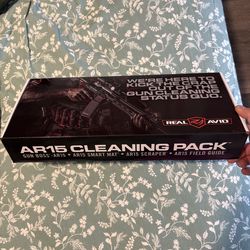 WE'RE HERE TO
KICK THE CRAP
OUT OF THE
GUN CLEANING
STATUS QUO.
REAL AVID
AR15 CLEANING PACK™
GUN BOSS® - AR15 • AR15 SMART MAT® • AR15 SCRAPER • AR15 FIELD GUIDE